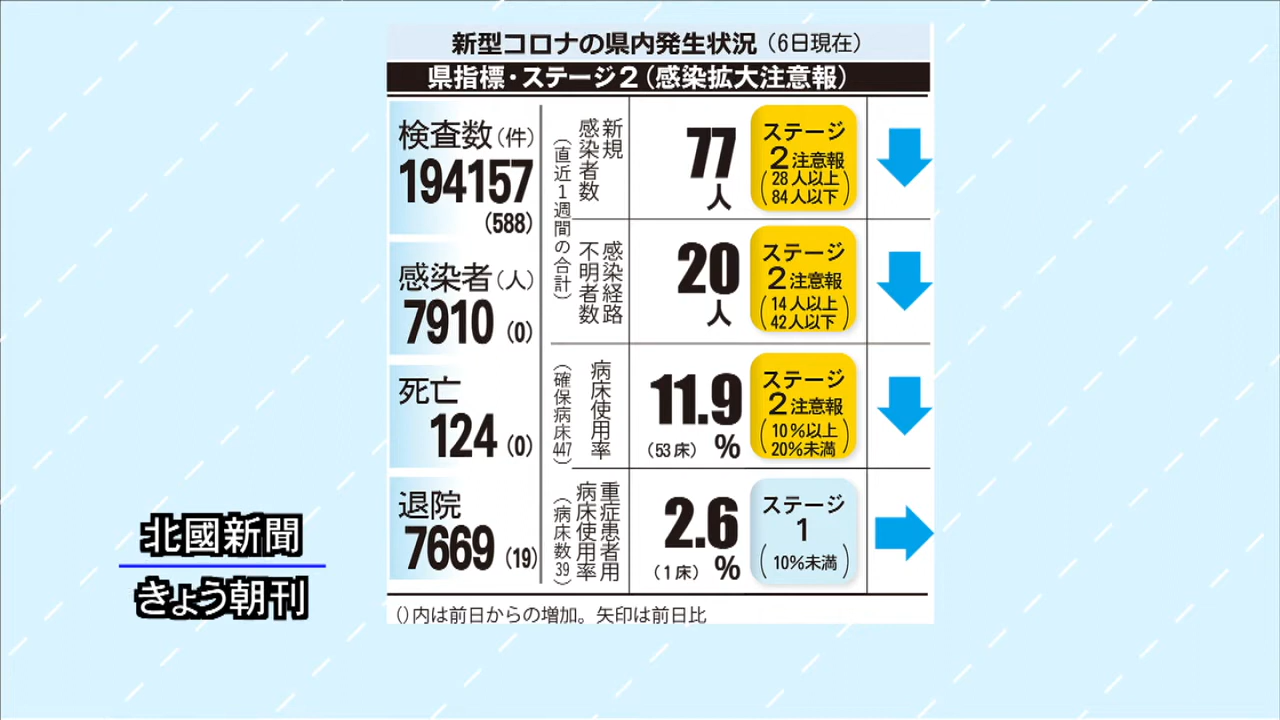 新型コロナの県内発生状況（6日現在）
県指標・ステージ2（感染拡大注意報）
検査数（件）
194157
(588)
感染者（人）
7910 (0)
死亡
124 (0)
退院
7669 (19)
（直近1週間の合計）
新規
感染者数
77
人
ステージ
2注意報
（28人以上
84人以下）
感染経路
不明者数
20
人
ステージ
2注意報
（14人以上
42人以下）
病床使用率
（確保病床447）
11.9
（53床）%
ステージ
2注意報
（10%以上
20%未満）
重症患者用
病床使用率
（病床数39）
2.6
（1床）%
ステージ
1
（10%未満）
()内は前日からの増加。矢印は前日比
北國新聞
きょう朝刊